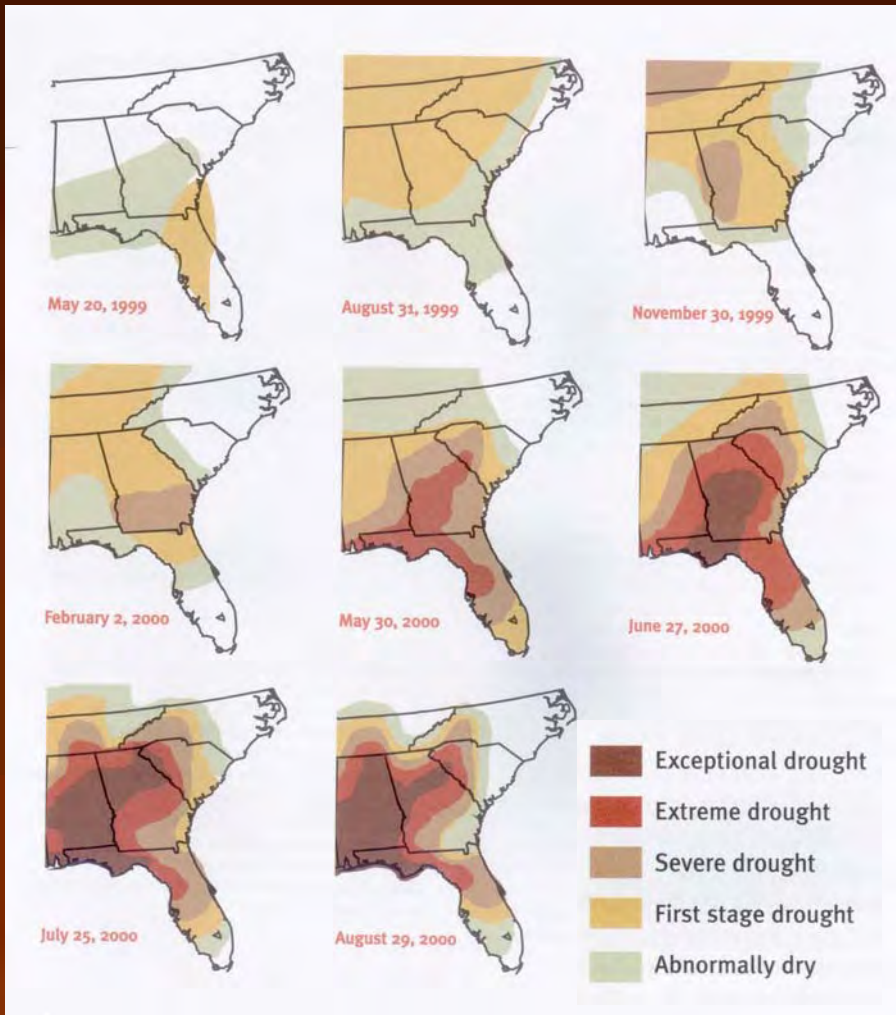 May 20, 1999
August 31, 1999
November 30, 1999
February 2, 2000
May 30, 2000
June 27, 2000
July 25, 2000
August 29, 2000
Exceptional drought
Extreme drought
Severe drought
First stage drought
Abnormally dry